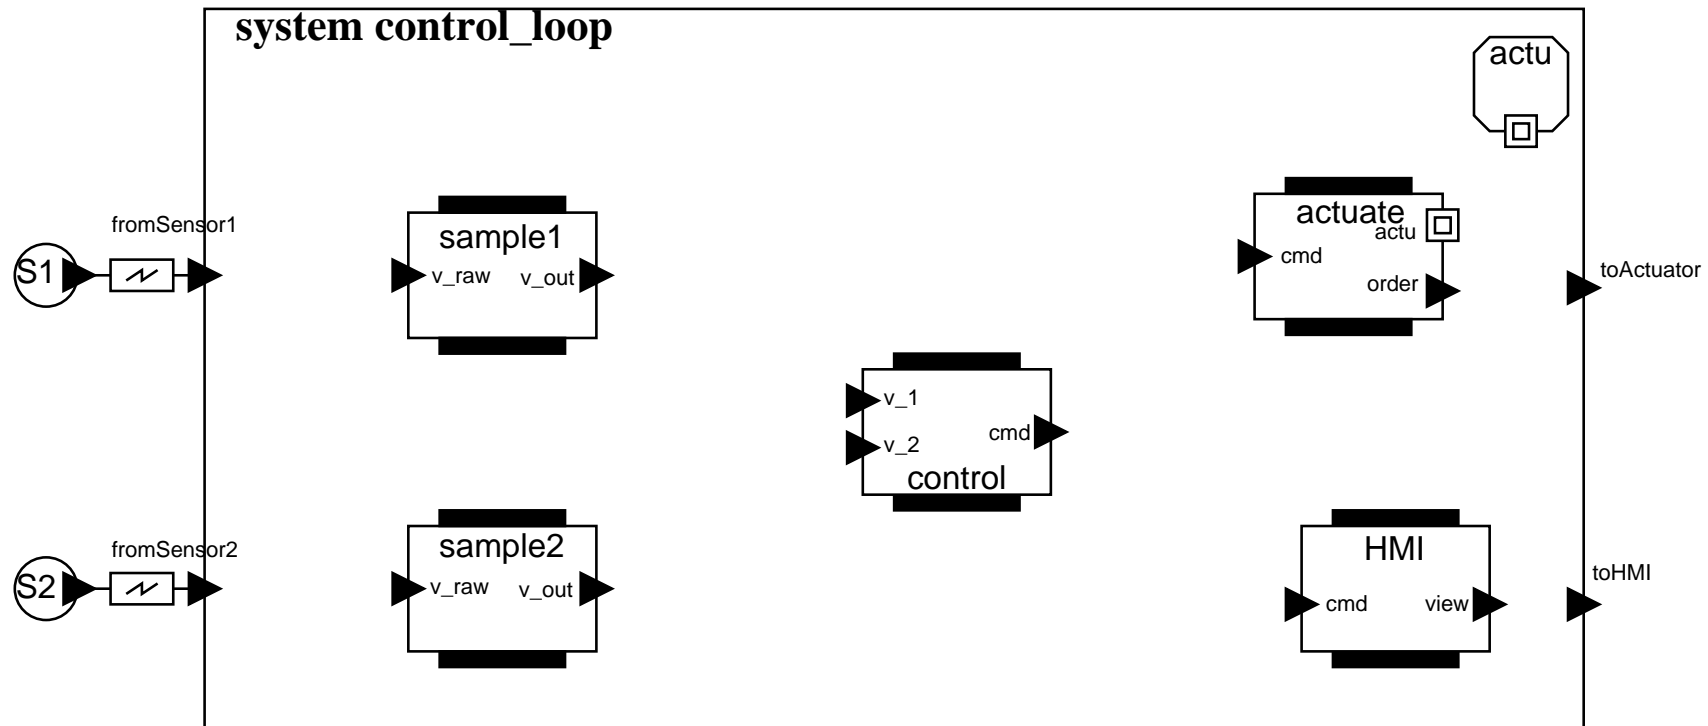 system control_loop
actu
fromSensor1
S1
sample1
v_raw
v_out
actuate
actu
cmd
order
toActuator
v_1
v_2
cmd
control
fromSensor2
S2
sample2
v_raw
v_out
HMI
cmd
view
toHMI